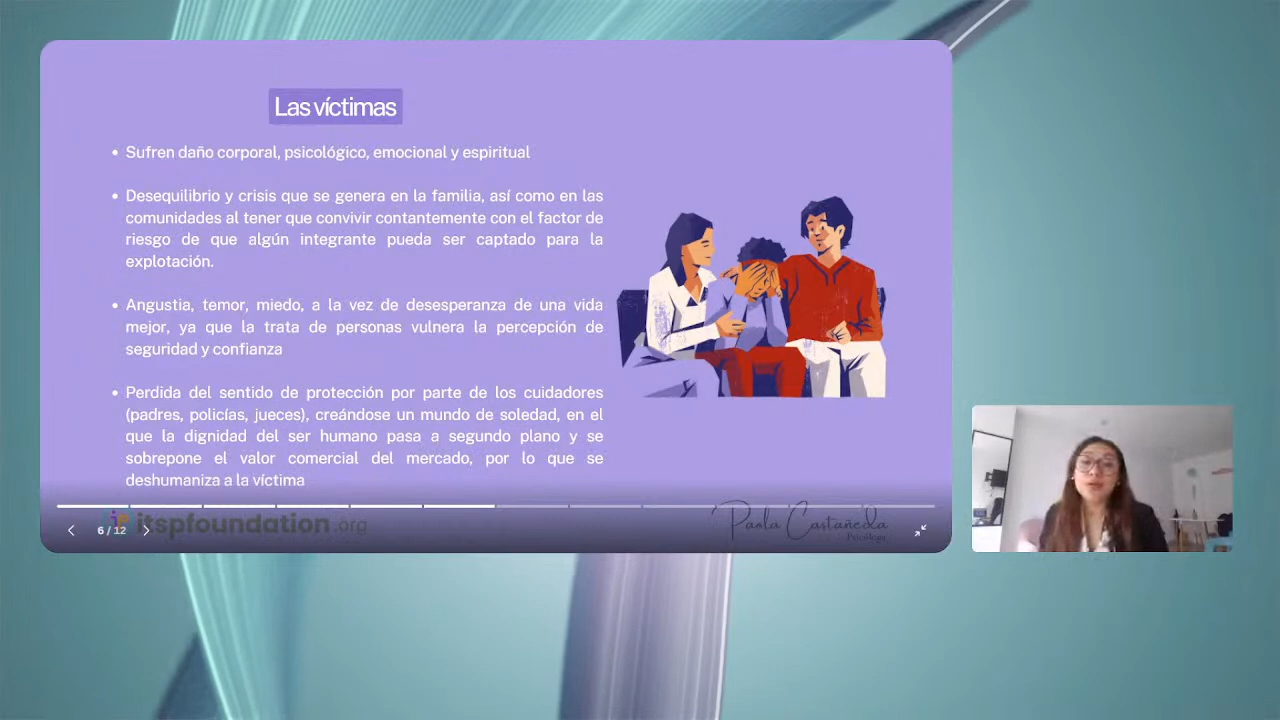 Las víctimas
• Sufren daño corporal, psicológico, emocional y espiritual
• Desequilibrio y crisis que se genera en la familia, así como en las
comunidades al tener que convivir contantemente con el factor de
riesgo de que algún integrante pueda ser captado para la
explotación.
• Angustia, temor, miedo, a la vez de desesperanza de una vida
mejor, ya que la trata de personas vulnera la percepción de
seguridad y confianza
• Perdida del sentido de protección por parte de los cuidadores
(padres, policías, jueces), creándose un mundo de soledad, en el
que la dignidad del ser humano pasa a segundo plano y se
sobrepone el valor comercial del mercado, por lo que se
deshumaniza a la víctima
6 / 12
itspfoundation.org
Paola Castañeda
Psicóloga